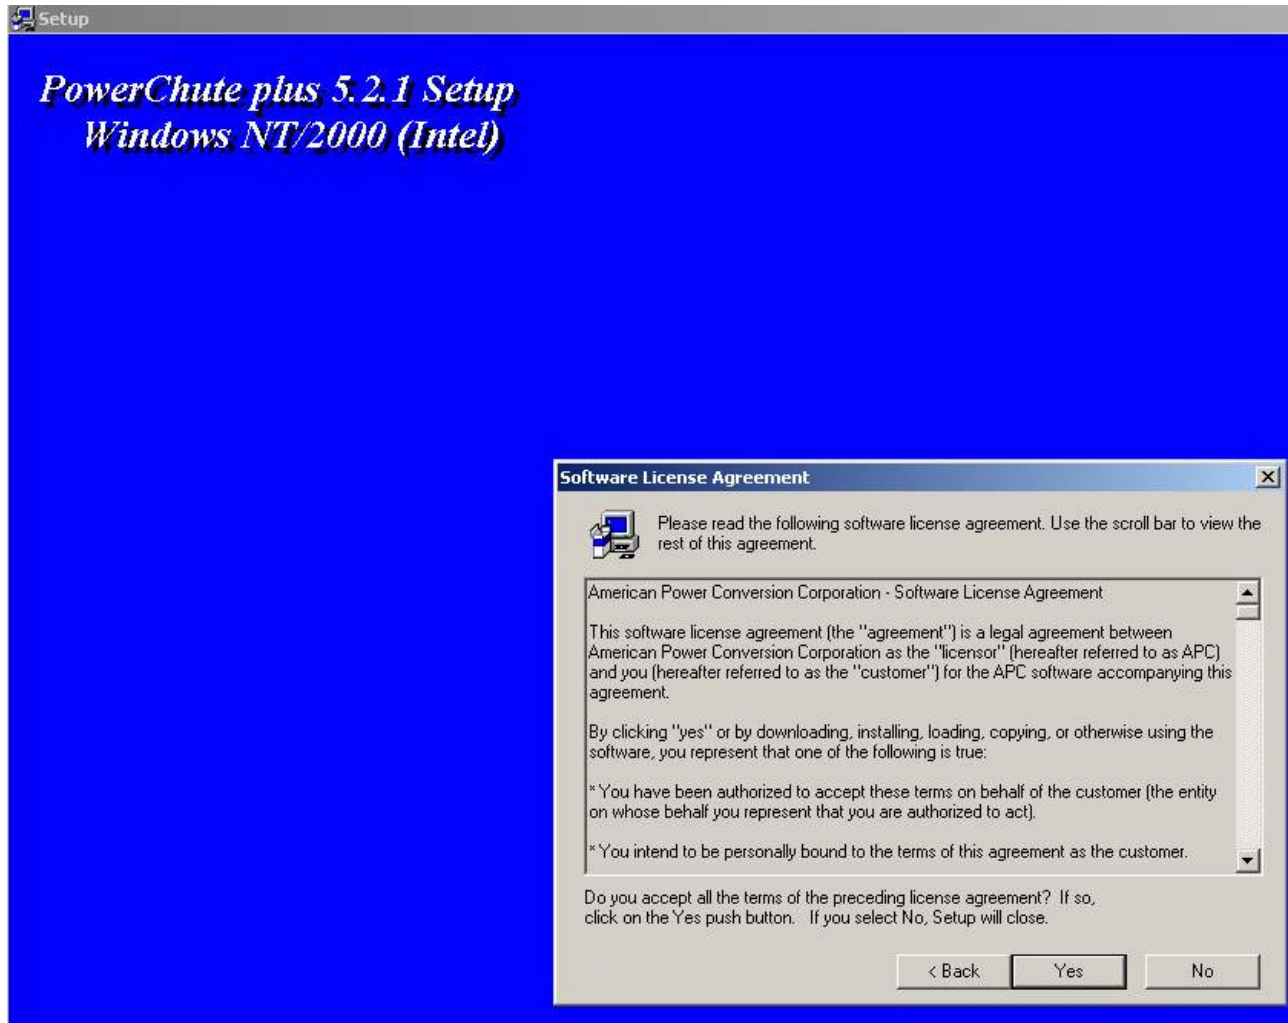 Setup
PowerChute plus 5.2.1 Setup
Windows NT/2000 (Intel)
Software License Agreement
Please read the following software license agreement. Use the scroll bar to view the
rest of this agreement.
American Power Conversion Corporation - Software License Agreement
This software license agreement (the "agreement") is a legal agreement between
American Power Conversion Corporation as the "licensor" (hereafter referred to as APC)
and you (hereafter referred to as the "customer") for the APC software accompanying this
agreement.
By clicking "yes" or by downloading, installing, loading, copying, or otherwise using the
software, you represent that one of the following is true:
* You have been authorized to accept these terms on behalf of the customer (the entity
on whose behalf you represent that you are authorized to act).
* You intend to be personally bound to the terms of this agreement as the customer.
Do you accept all the terms of the preceding license agreement? If so,
click on the Yes push button. If you select No, Setup will close.
< Back Yes No